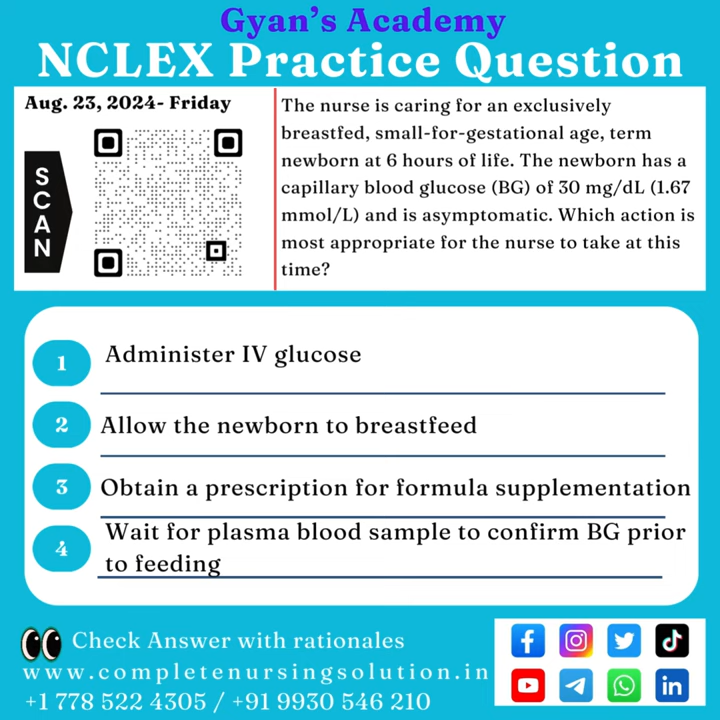 Gyan's Academy
NCLEX Practice Question
Aug. 23, 2024- Friday
SCAN
The nurse is caring for an exclusively
breastfed, small-for-gestational age, term
newborn at 6 hours of life. The newborn has a
capillary blood glucose (BG) of 30 mg/dL (1.67
mmol/L) and is asymptomatic. Which action is
most appropriate for the nurse to take at this
time?
1 Administer IV glucose
2 Allow the newborn to breastfeed
3 Obtain a prescription for formula supplementation
4 Wait for plasma blood sample to confirm BG prior
to feeding
Check Answer with rationales
www.completenursingsolution.in
+1 778 522 4305 / +91 9930 546 210